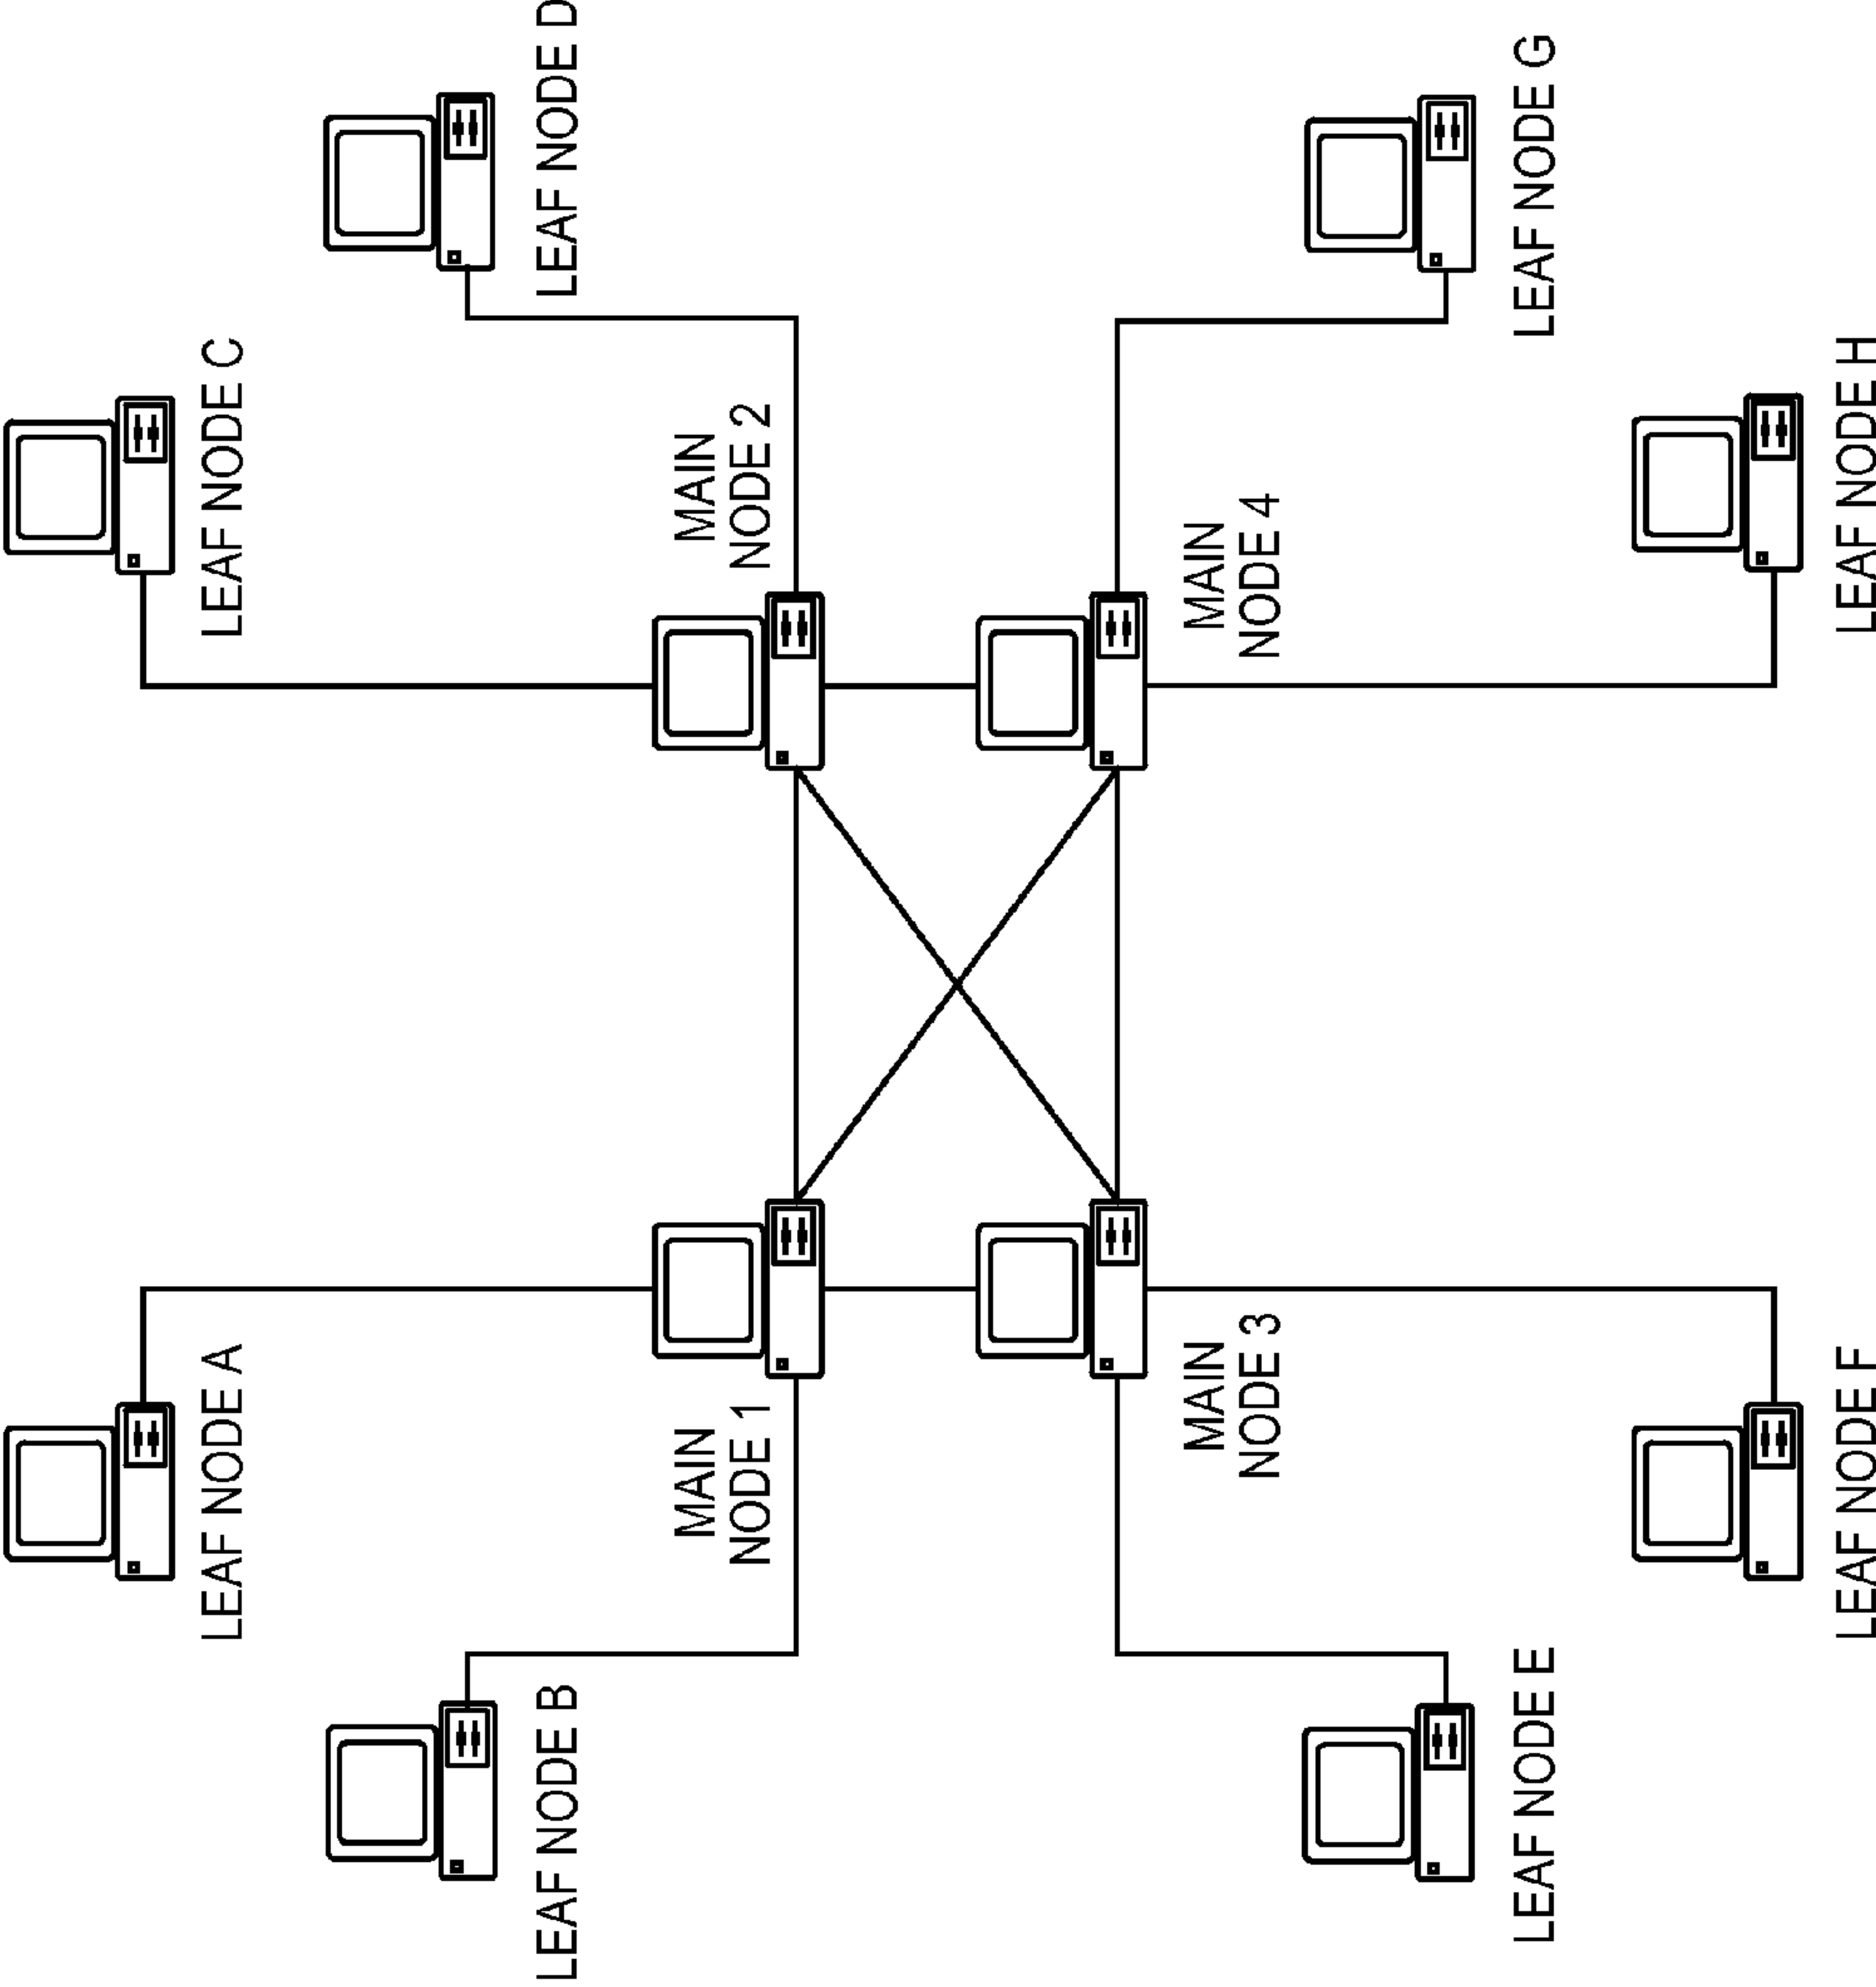 LEAF NODE A
LEAF NODE C
LEAF NODE B
LEAF NODE D
MAIN
NODE 1
MAIN
NODE 2
MAIN
NODE 3
MAIN
NODE 4
LEAF NODE E
LEAF NODE G
LEAF NODE F
LEAF NODE H